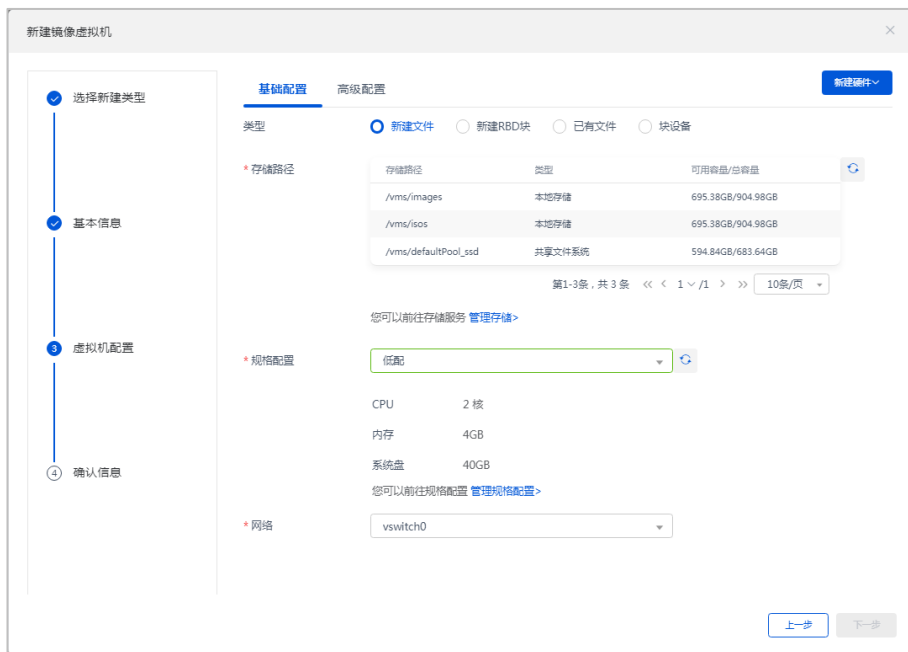 新建镜像虚拟机
选择新建类型
基本信息
3 虚拟机配置
4 确认信息
基础配置 高级配置 新建硬件
类型 新建文件 新建RBD块 已有文件 块设备
* 存储路径 存储路径 类型 可用容量/总容量
/vms/images 本地存储 695.38GB/904.98GB
/vms/isos 本地存储 695.38GB/904.98GB
/vms/defaultPool_ssd 共享文件系统 594.84GB/683.64GB
第1-3条，共 3 条 << < 1 /1 > >> 10条/页
您可以前往存储服务 管理存储>
* 规格配置 低配
CPU 2 核
内存 4GB
系统盘 40GB
您可以前往规格配置 管理规格配置>
* 网络 vswitch0
上一步 下一步